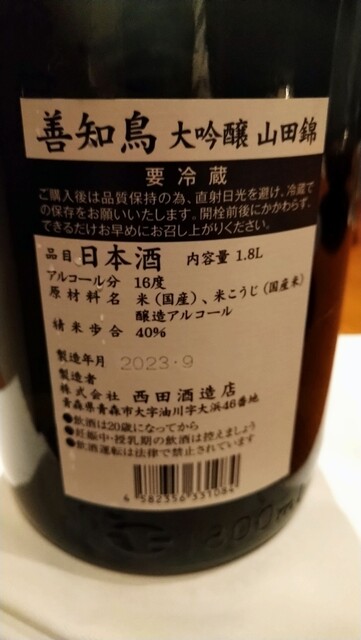 善知鳥 大吟醸 山田錦
要冷蔵
ご購入後は品質保持の為、直射日光を避け、冷蔵で
の保存をお願いいたします。開栓前後にかかわらず、
できるだけお早めにお召し上がりください。
品目 日本酒 内容量 1.8L
アルコール分 16度
原材料名 米(国産)、米こうじ(国産米)
醸造アルコール
精米歩合 40%
製造年月 2023・9
製造者
株式会社 西田酒造店
青森県青森市大字油川字大浜46番地
●飲酒は20歳になってから
●妊娠中・授乳期の飲酒は控えましょう
●飲酒運転は法律で禁止されています
4 582356 331084